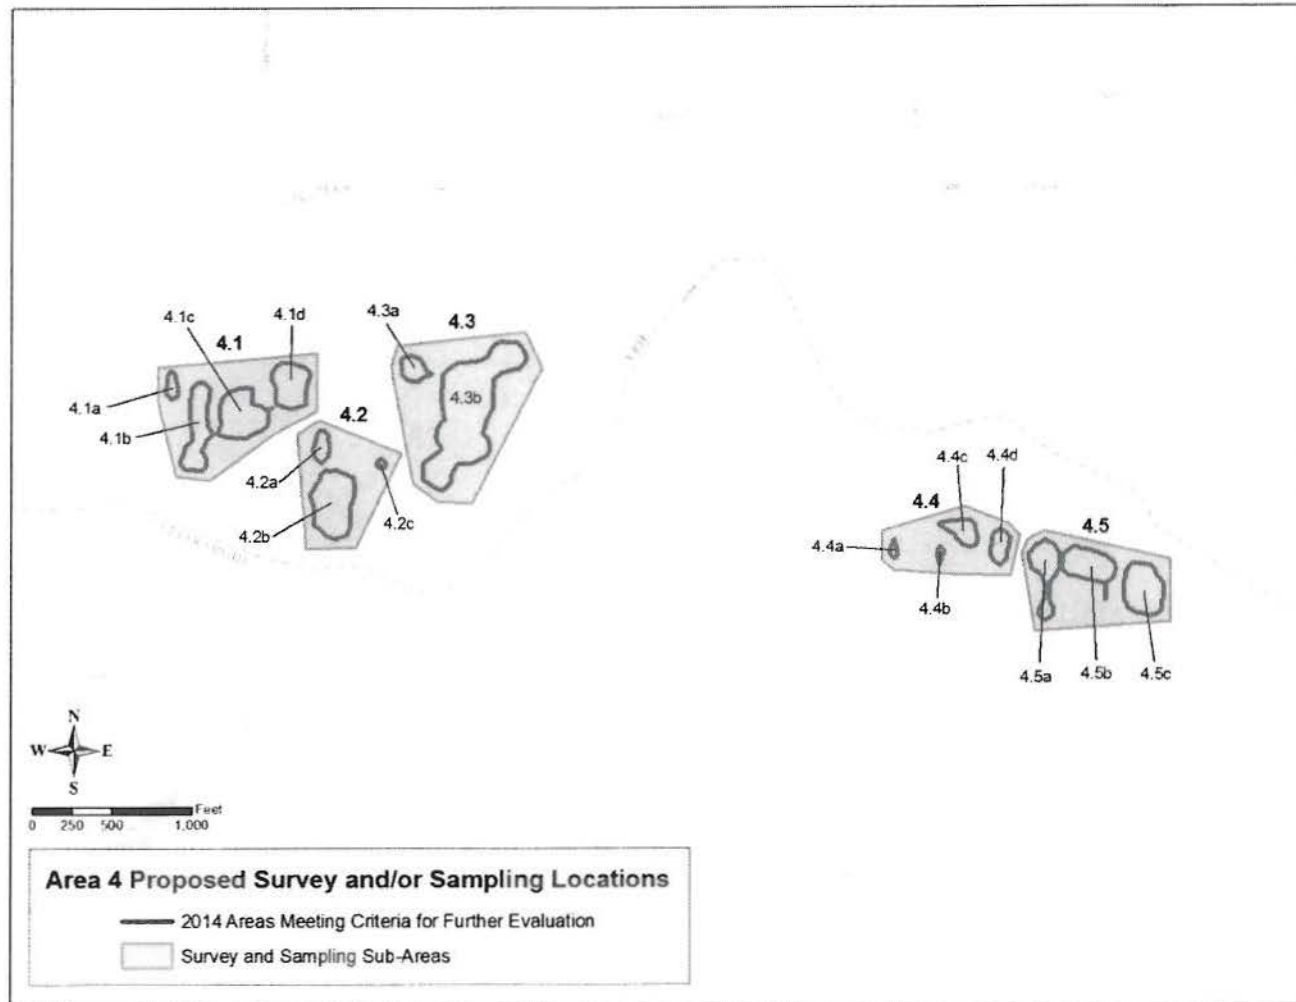 4.1c
4.1d
4.1
4.3a
4.3
4.1a
4.1b
4.3b
4.2
4.2a
4.2b
4.2c
4.4c
4.4d
4.4
4.5
4.4a
4.4b
4.5a
4.5b
4.5c
N
W E
S
Feet
0 250 500 1,000
Area 4 Proposed Survey and/or Sampling Locations
2014 Areas Meeting Criteria for Further Evaluation
Survey and Sampling Sub-Areas